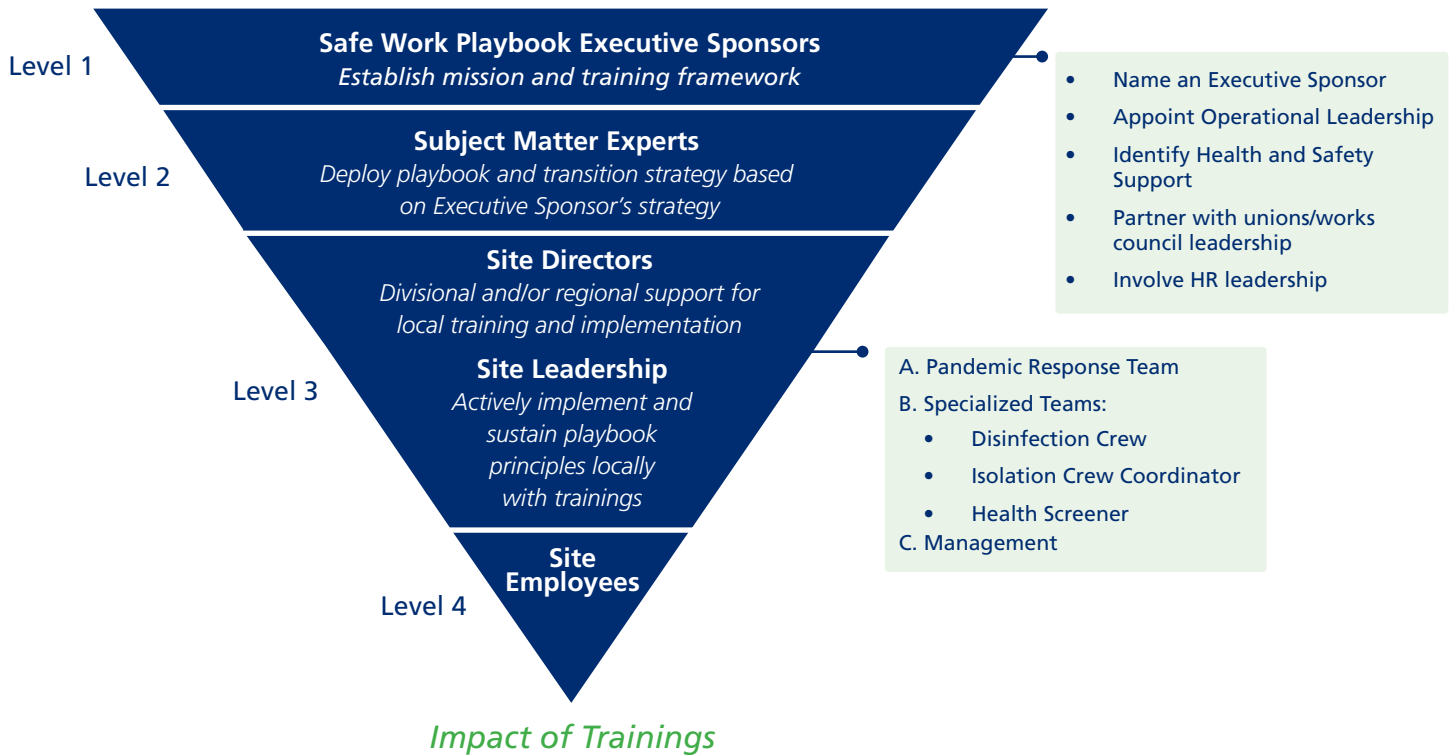 Level 1
Safe Work Playbook Executive Sponsors
Establish mission and training framework
• Name an Executive Sponsor
• Appoint Operational Leadership
• Identify Health and Safety
Support
• Partner with unions/works
council leadership
• Involve HR leadership
Level 2
Subject Matter Experts
Deploy playbook and transition strategy based
on Executive Sponsor’s strategy
Level 3
Site Directors
Divisional and/or regional support for
local training and implementation
Site Leadership
Actively implement and
sustain playbook
principles locally
with trainings
A. Pandemic Response Team
B. Specialized Teams:
• Disinfection Crew
• Isolation Crew Coordinator
• Health Screener
C. Management
Level 4
Site
Employees
Impact of Trainings